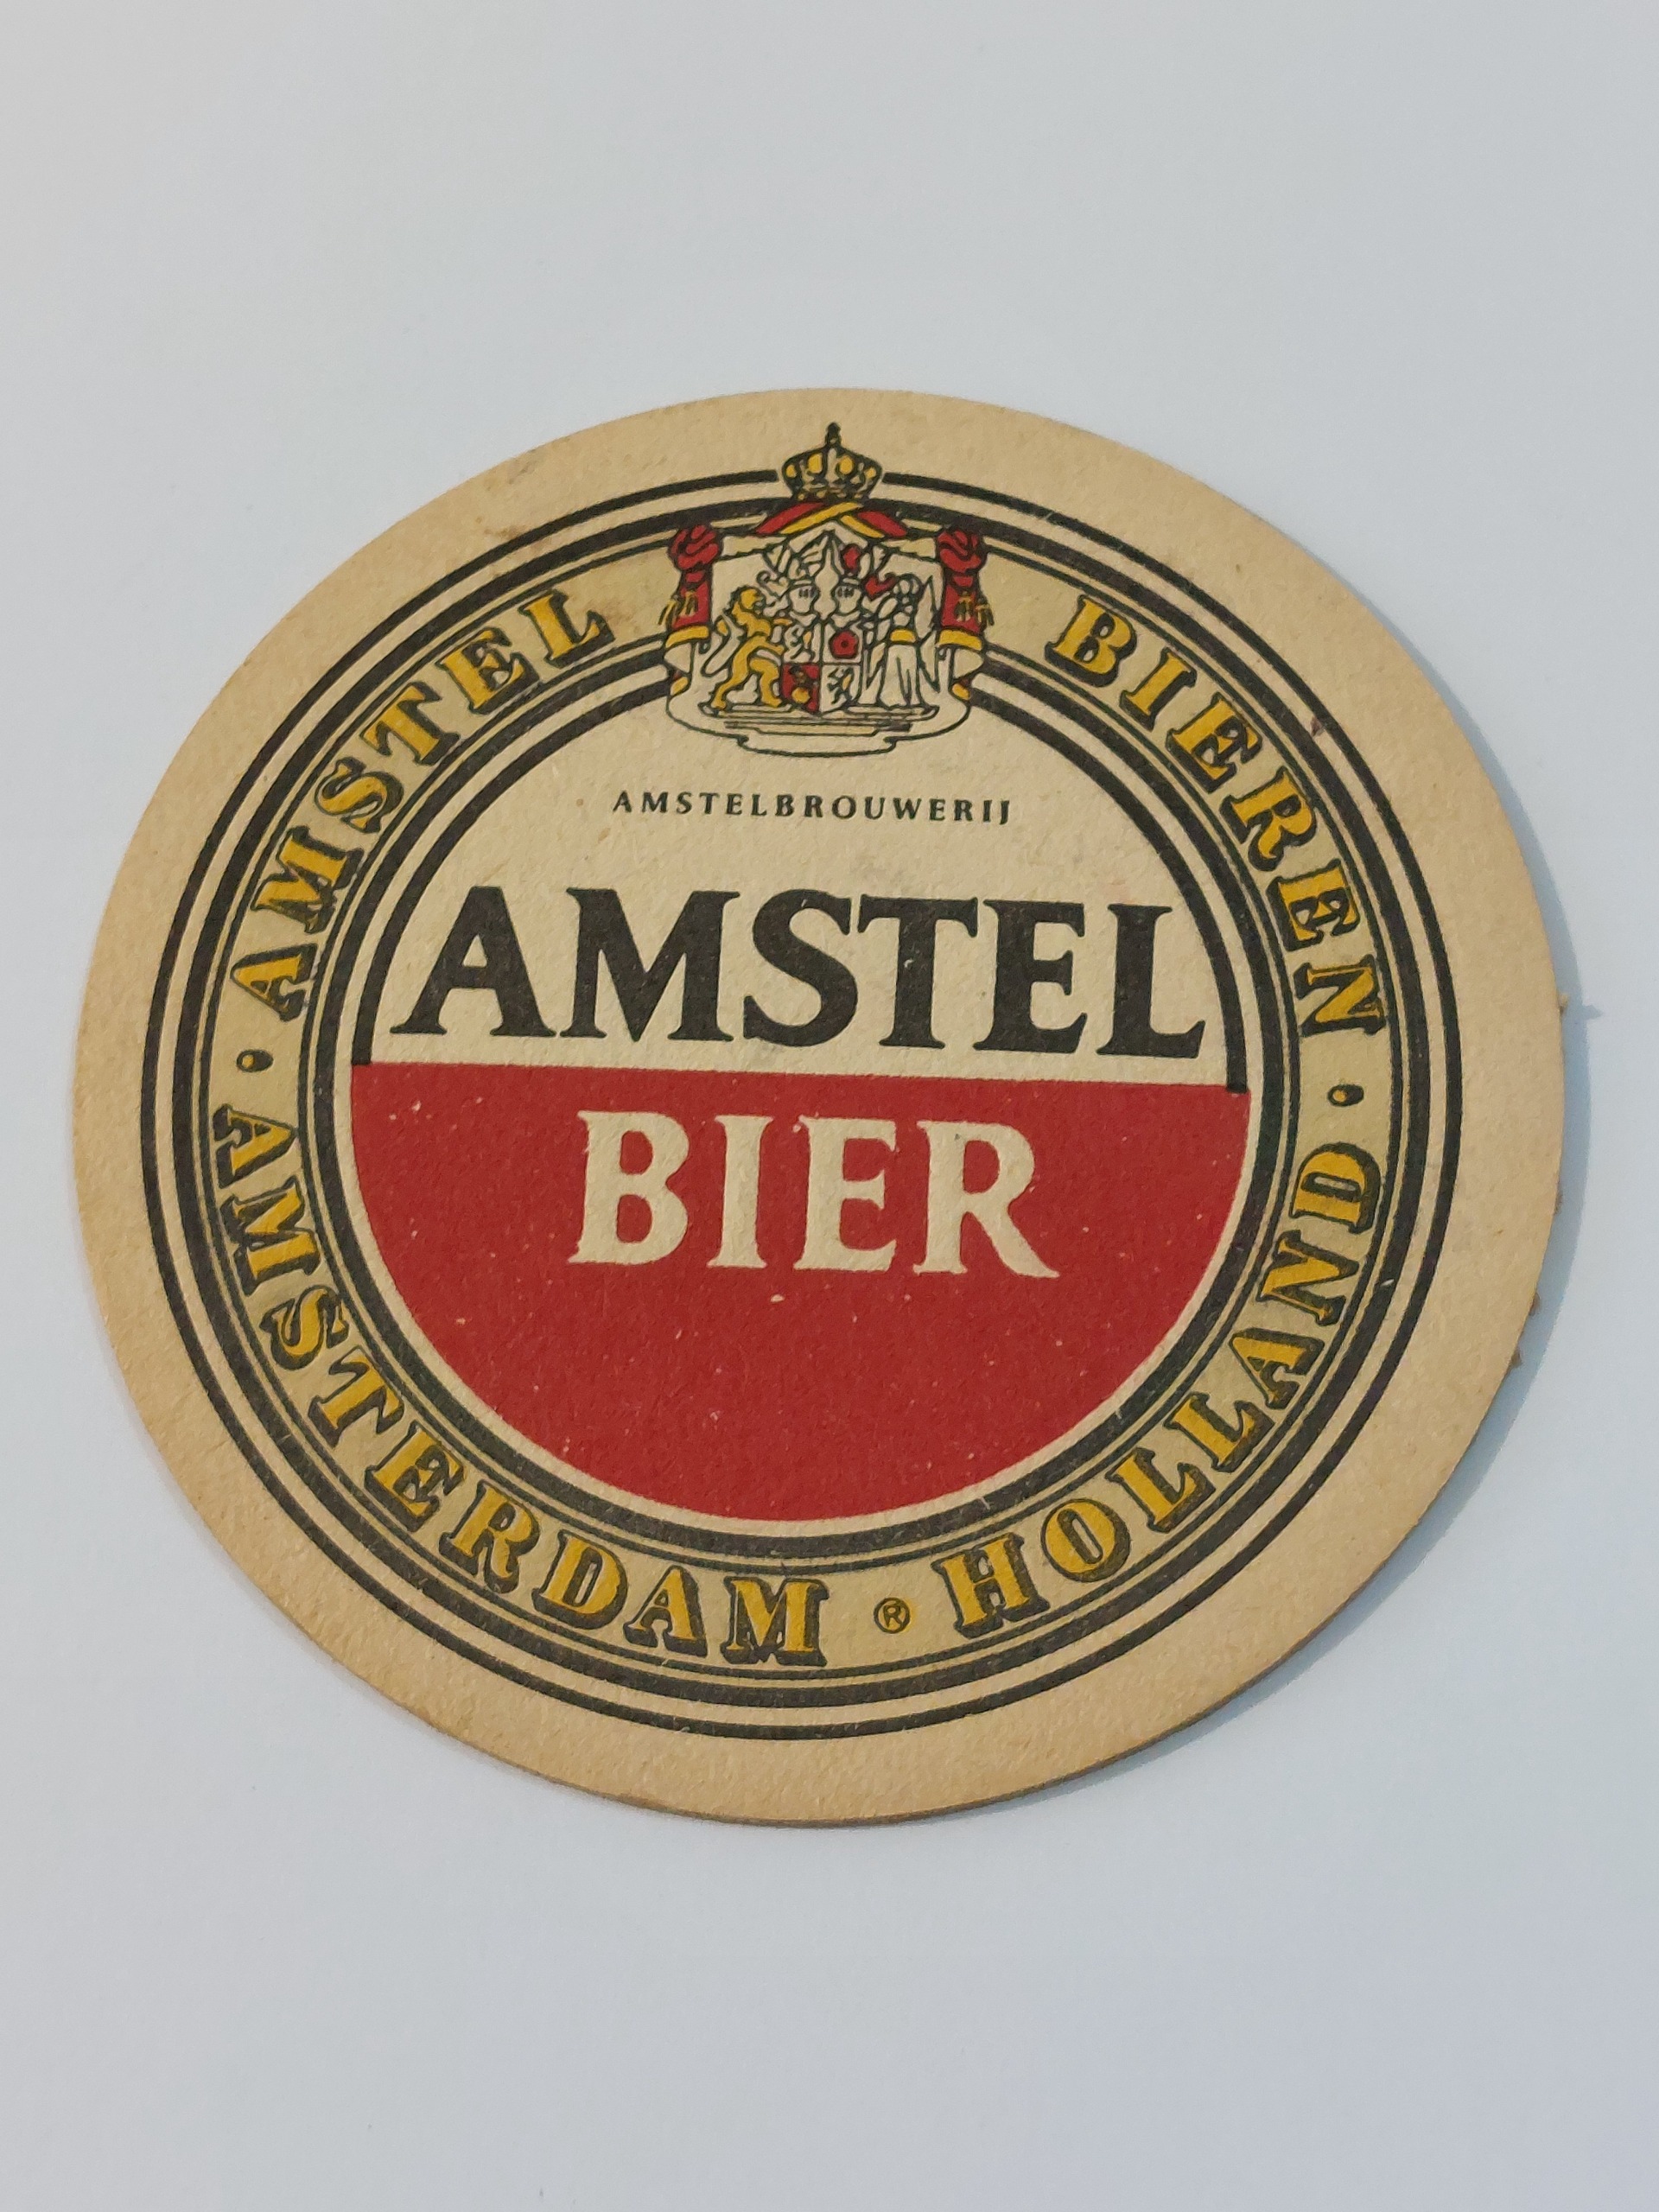 AMSTEL BIEREN
AMSTELBROUWERIJ
AMSTEL
BIER
· AMSTERDAM ® HOLLAND ·